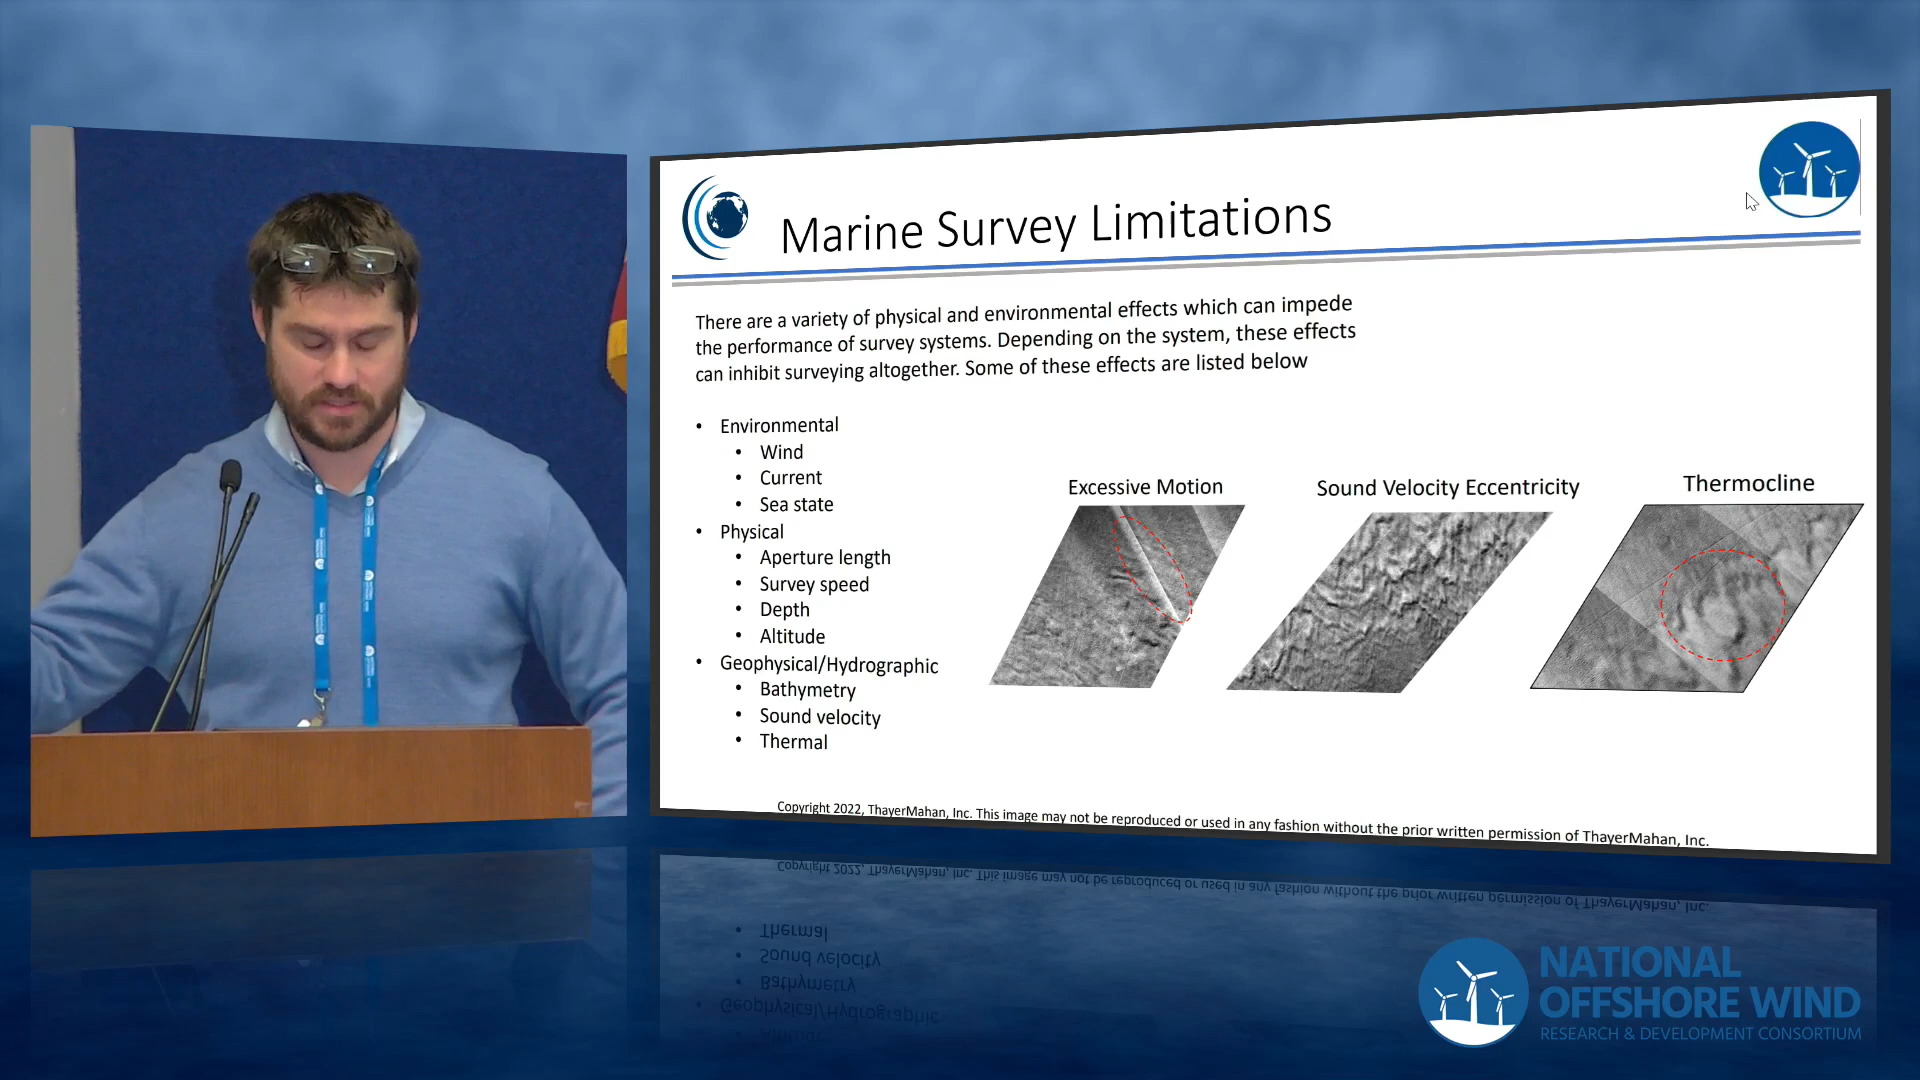 Marine Survey Limitations
There are a variety of physical and environmental effects which can impede
the performance of survey systems. Depending on the system, these effects
can inhibit surveying altogether. Some of these effects are listed below
• Environmental
• Wind
• Current
• Sea state
• Physical
• Aperture length
• Survey speed
• Depth
• Altitude
• Geophysical/Hydrographic
• Bathymetry
• Sound velocity
• Thermal
Excessive Motion
Sound Velocity Eccentricity
Thermocline
Copyright 2022, ThayerMahan, Inc. This image may not be reproduced or used in any fashion without the prior written permission of ThayerMahan, Inc.
NATIONAL
OFFSHORE WIND
RESEARCH & DEVELOPMENT CONSORTIUM